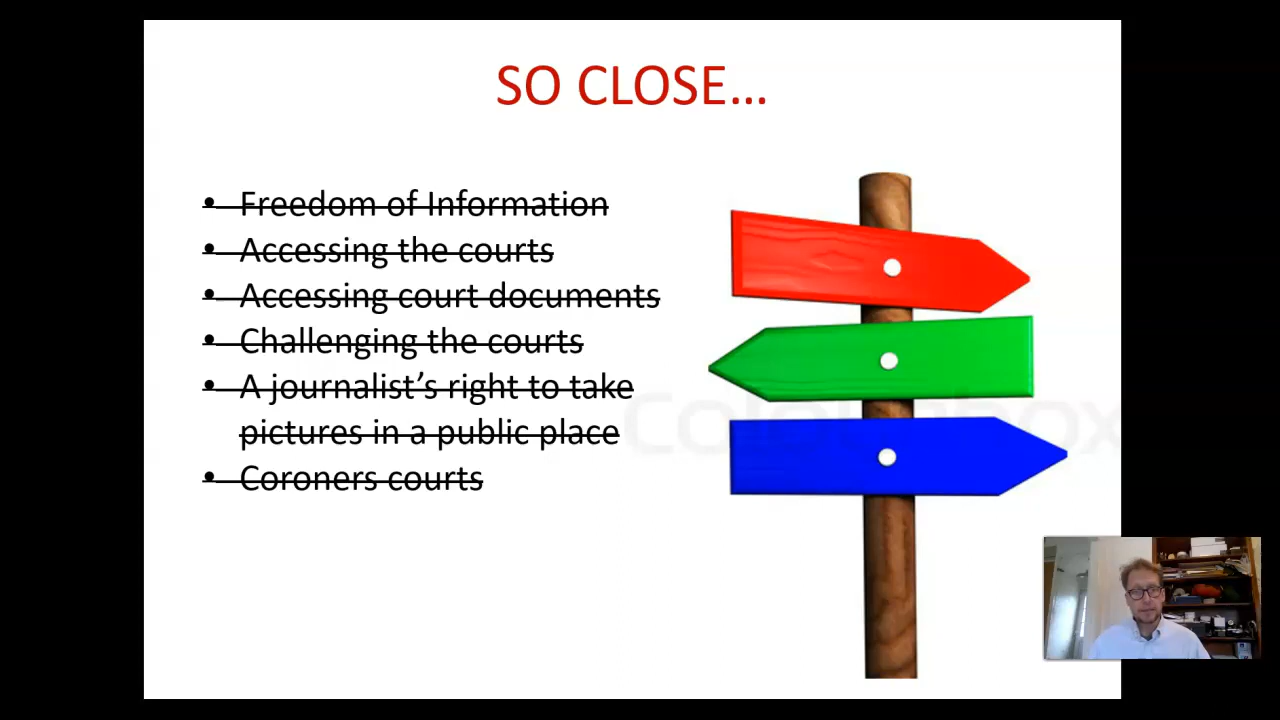 SO CLOSE...
• Freedom of Information
• Accessing the courts
• Accessing court documents
• Challenging the courts
• A journalist’s right to take
pictures in a public place
• Coroners courts